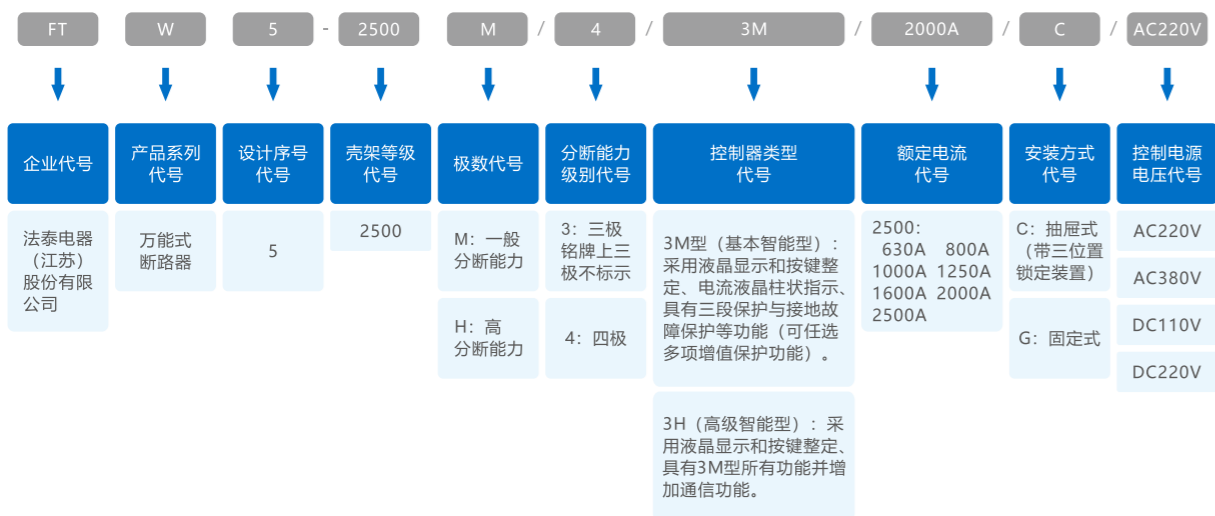 FT W 5 - 2500 M / 4 / 3M / 2000A / C / AC220V
企业代号
产品系列
代号
设计序号
代号
壳架等级
代号
极数代号
分断能力
级别代号
控制器类型
代号
额定电流
代号
安装方式
代号
控制电源
电压代号
法泰电器
（江苏）
股份有限
公司
万能式
断路器
5
2500
M：一般
分断能力
H：高
分断能力
3：三极
铭牌上三
极不标示
4：四极
3M型（基本智能型）：
采用液晶显示和按键整
定、电流液晶柱状指示、
具有三段保护与接地故
障保护等功能（可任选
多项增值保护功能）。
3H（高级智能型）：采
用液晶显示和按键整定、
具有3M型所有功能并增
加通信功能。
2500：
630A 800A
1000A 1250A
1600A 2000A
2500A
C：抽屉式
（带三位置
锁定装置）
G：固定式
AC220V
AC380V
DC110V
DC220V